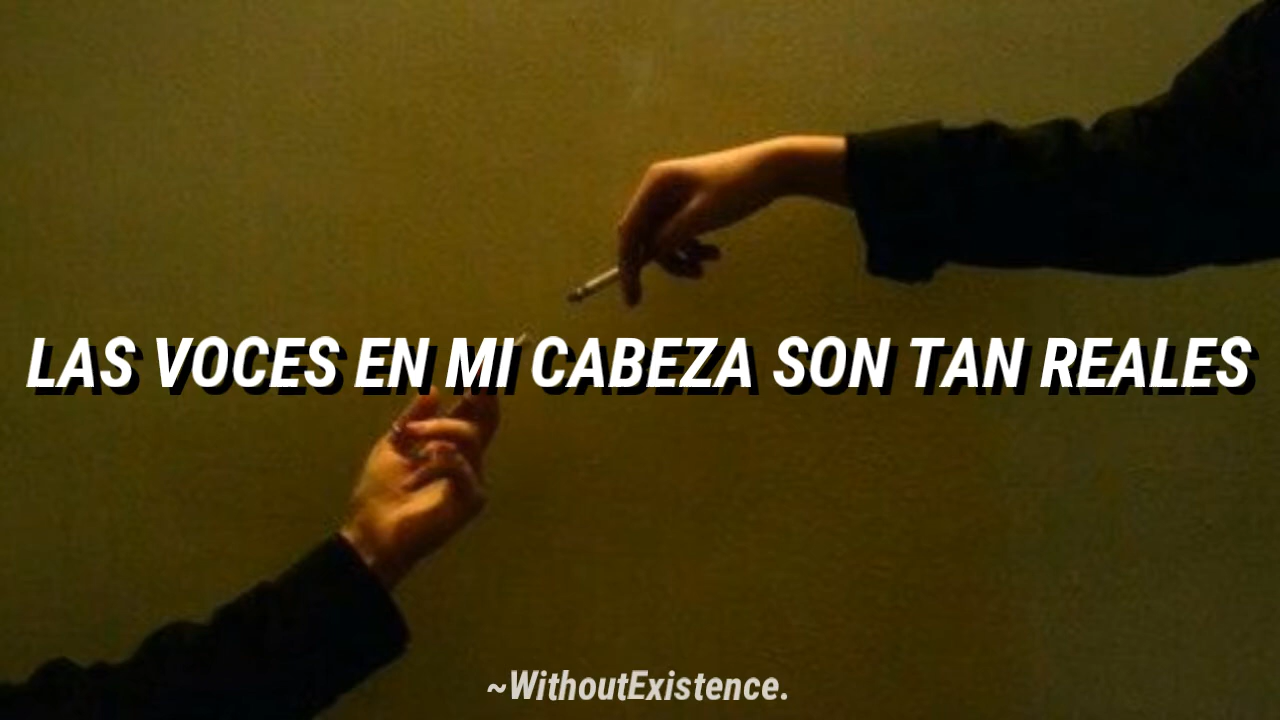 LAS VOCES EN MI CABEZA SON TAN REALES
~WithoutExistence.